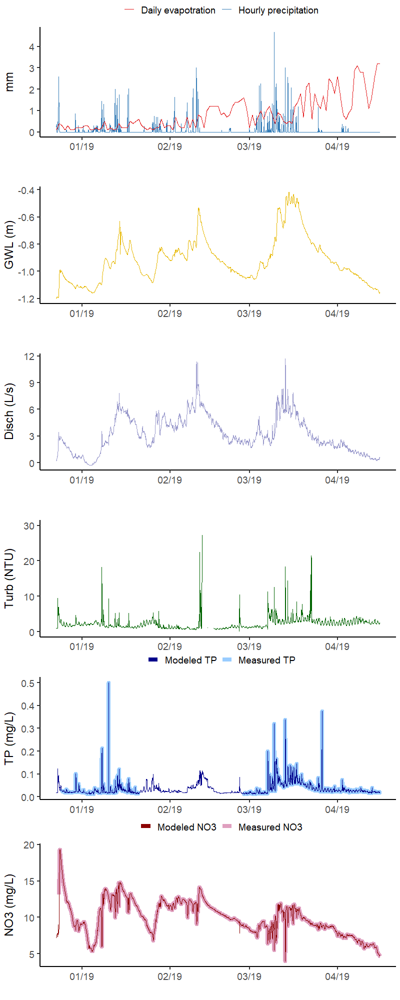 Daily evapotration Hourly precipitation
mm
4
3
2
1
0
01/19 02/19 03/19 04/19
GWL (m)
-0.4
-0.6
-0.8
-1.0
-1.2
01/19 02/19 03/19 04/19
Disch (L/s)
12
9
6
3
0
01/19 02/19 03/19 04/19
Turb (NTU)
30
20
10
0
01/19 02/19 03/19 04/19
Modeled TP Measured TP
TP (mg/L)
0.5
0.4
0.3
0.2
0.1
0.0
01/19 02/19 03/19 04/19
Modeled NO3 Measured NO3
NO3 (mg/L)
20
15
10
5
01/19 02/19 03/19 04/19